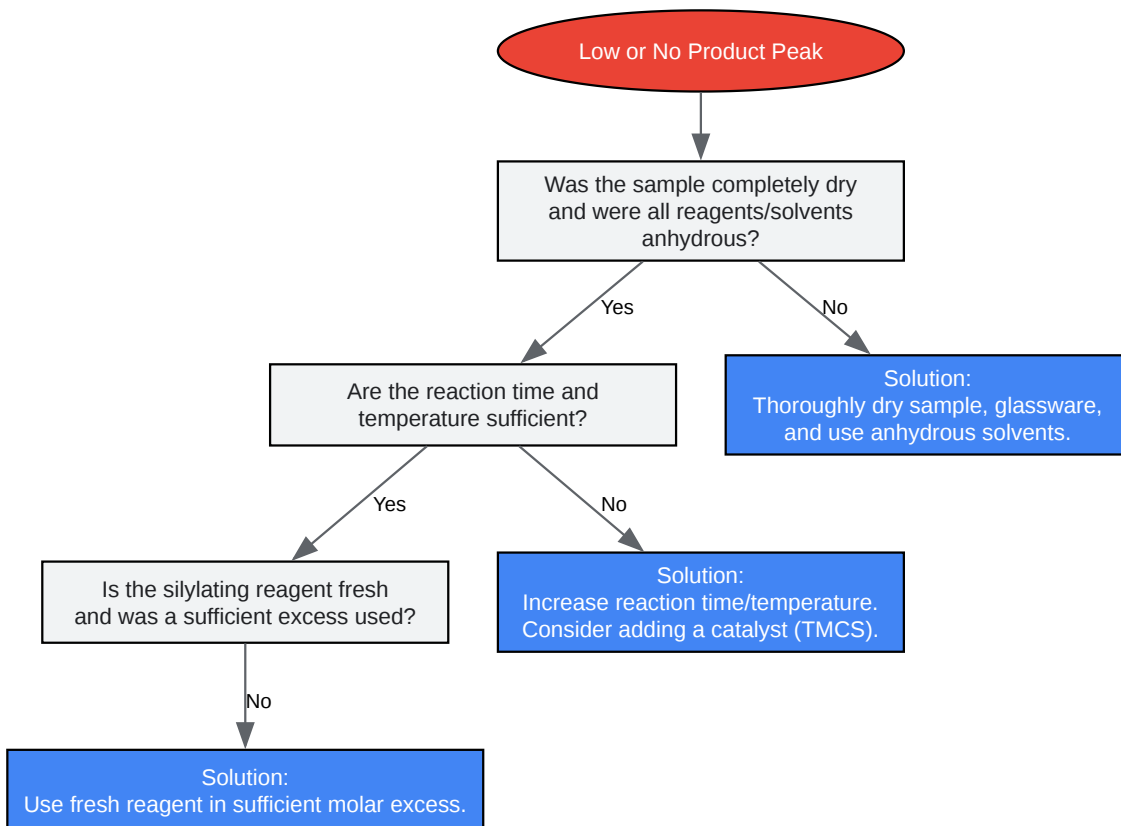 Low or No Product Peak
Was the sample completely dry
and were all reagents/solvents
anhydrous?
Yes
No
Are the reaction time and
temperature sufficient?
Solution:
Thoroughly dry sample, glassware,
and use anhydrous solvents.
Yes
No
Is the silylating reagent fresh
and was a sufficient excess used?
Solution:
Increase reaction time/temperature.
Consider adding a catalyst (TMCS).
No
Solution:
Use fresh reagent in sufficient molar excess.